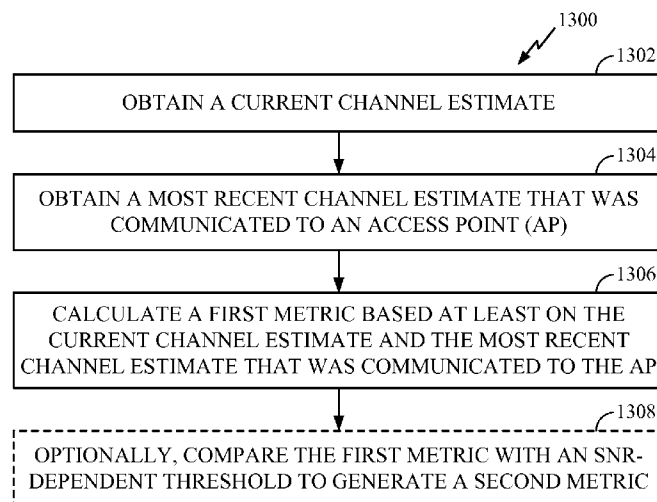 1300
1302
OBTAIN A CURRENT CHANNEL ESTIMATE
1304
OBTAIN A MOST RECENT CHANNEL ESTIMATE THAT WAS
COMMUNICATED TO AN ACCESS POINT (AP)
1306
CALCULATE A FIRST METRIC BASED AT LEAST ON THE
CURRENT CHANNEL ESTIMATE AND THE MOST RECENT
CHANNEL ESTIMATE THAT WAS COMMUNICATED TO THE AP
1308
OPTIONALLY, COMPARE THE FIRST METRIC WITH AN SNR-
DEPENDENT THRESHOLD TO GENERATE A SECOND METRIC